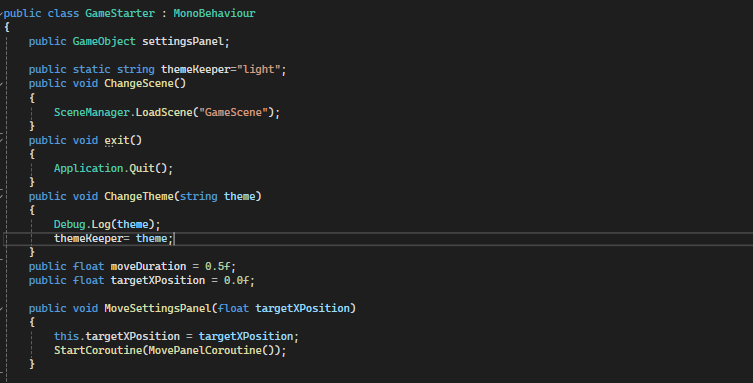 public class GameStarter : MonoBehaviour
{
public GameObject settingsPanel;
public static string themeKeeper="light";
public void ChangeScene()
{
SceneManager.LoadScene("GameScene");
}
public void exit()
{
Application.Quit();
}
public void ChangeTheme(string theme)
{
Debug.Log(theme);
themeKeeper= theme;
}
public float moveDuration = 0.5f;
public float targetXPosition = 0.0f;
public void MoveSettingsPanel(float targetXPosition)
{
this.targetXPosition = targetXPosition;
StartCoroutine(MovePanelCoroutine());
}